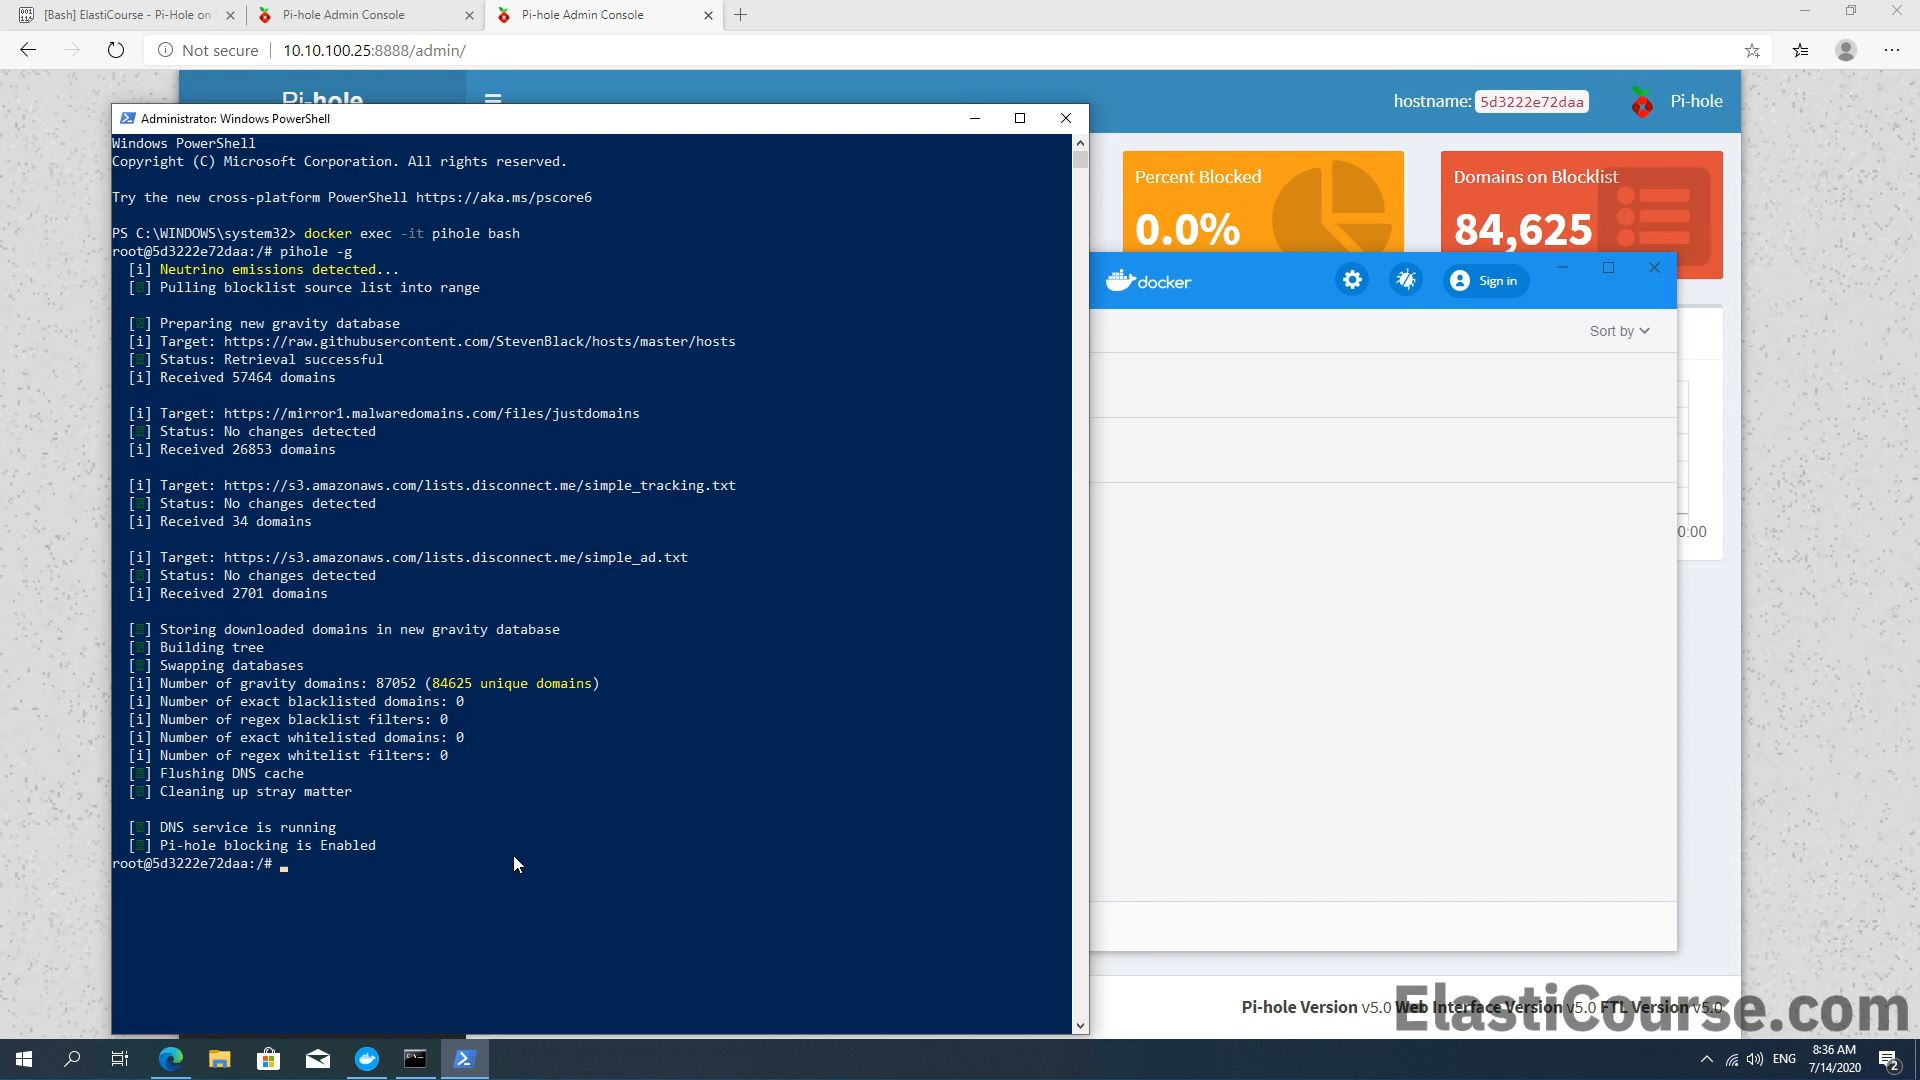 [Bash] ElastiCourse - Pi-Hole on
Pi-hole Admin Console
Pi-hole Admin Console
Not secure
10.10.100.25:8888/admin/
Pi-hole
hostname: 5d3222e72daa
Pi-hole
Administrator: Windows PowerShell
Windows PowerShell
Copyright (C) Microsoft Corporation. All rights reserved.
Try the new cross-platform PowerShell https://aka.ms/pscore6
PS C:\WINDOWS\system32> docker exec -it pihole bash
root@5d3222e72daa:/# pihole -g
[i] Neutrino emissions detected...
[] Pulling blocklist source list into range
[] Preparing new gravity database
[i] Target: https://raw.githubusercontent.com/StevenBlack/hosts/master/hosts
[] Status: Retrieval successful
[i] Received 57464 domains
[i] Target: https://mirror1.malwaredomains.com/files/justdomains
[] Status: No changes detected
[i] Received 26853 domains
[i] Target: https://s3.amazonaws.com/lists.disconnect.me/simple_tracking.txt
[] Status: No changes detected
[i] Received 34 domains
[i] Target: https://s3.amazonaws.com/lists.disconnect.me/simple_ad.txt
[] Status: No changes detected
[i] Received 2701 domains
[] Storing downloaded domains in new gravity database
[] Building tree
[] Swapping databases
[i] Number of gravity domains: 87052 (84625 unique domains)
[i] Number of exact blacklisted domains: 0
[i] Number of regex blacklist filters: 0
[i] Number of exact whitelisted domains: 0
[i] Number of regex whitelist filters: 0
[] Flushing DNS cache
[] Cleaning up stray matter
[] DNS service is running
[] Pi-hole blocking is Enabled
root@5d3222e72daa:/#
Percent Blocked
0.0%
Domains on Blocklist
84,625
docker
Sign in
Sort by
0:00
Pi-hole Version v5.0 Web Interface Version v5.0 FTL Version v5.0
ElastiCourse.com
ENG
8:36 AM
7/14/2020
2